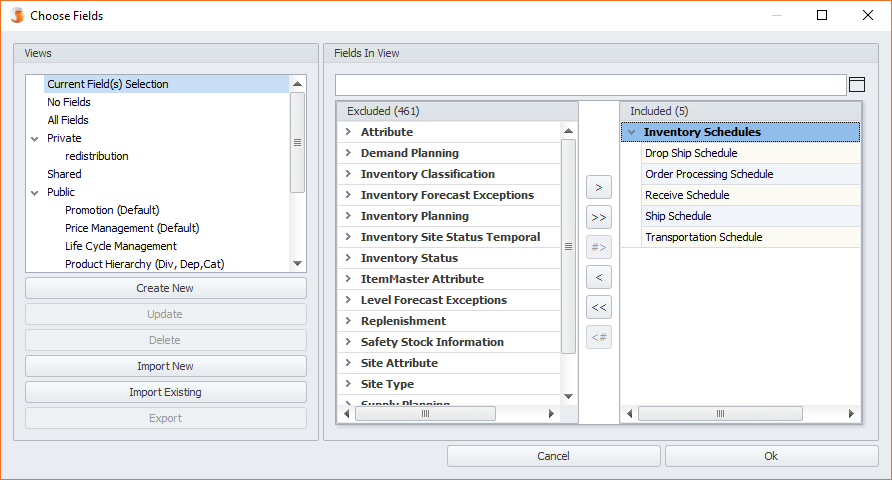 Choose Fields
Views
Current Field(s) Selection
No Fields
All Fields
Private
redistribution
Shared
Public
Promotion (Default)
Price Management (Default)
Life Cycle Management
Product Hierarchy (Div, Dep,Cat)
Create New
Update
Delete
Import New
Import Existing
Export
Fields In View
Excluded (461)
Attribute
Demand Planning
Inventory Classification
Inventory Forecast Exceptions
Inventory Planning
Inventory Site Status Temporal
Inventory Status
ItemMaster Attribute
Level Forecast Exceptions
Replenishment
Safety Stock Information
Site Attribute
Site Type
Supply Planning
>
>>
#>
<
<<
<#
Included (5)
Inventory Schedules
Drop Ship Schedule
Order Processing Schedule
Receive Schedule
Ship Schedule
Transportation Schedule
Cancel
Ok